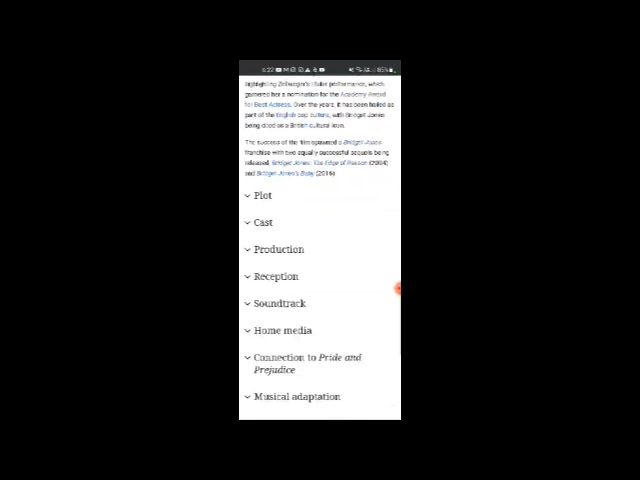 highlighting Zellweger's titular performance, which
garnered her a nomination for the Academy Award
for Best Actress. Over the years, it has been hailed as
part of the English pop culture, with Bridget Jones
being cited as a British cultural icon.
The success of the film spawned a Bridget Jones
franchise with two equally successful sequels being
released, Bridget Jones: The Edge of Reason (2004)
and Bridget Jones's Baby (2016)
Plot
Cast
Production
Reception
Soundtrack
Home media
Connection to Pride and
Prejudice
Musical adaptation